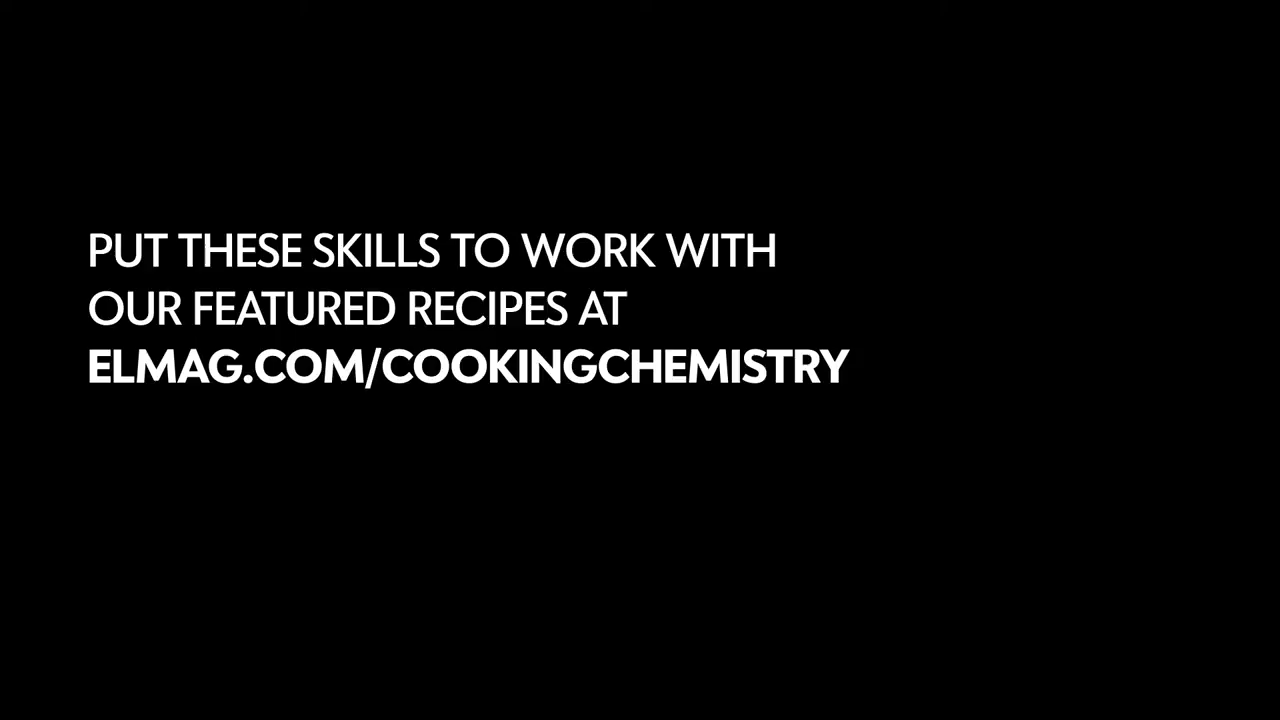 PUT THESE SKILLS TO WORK WITH
OUR FEATURED RECIPES AT
ELMAG.COM/COOKINGCHEMISTRY